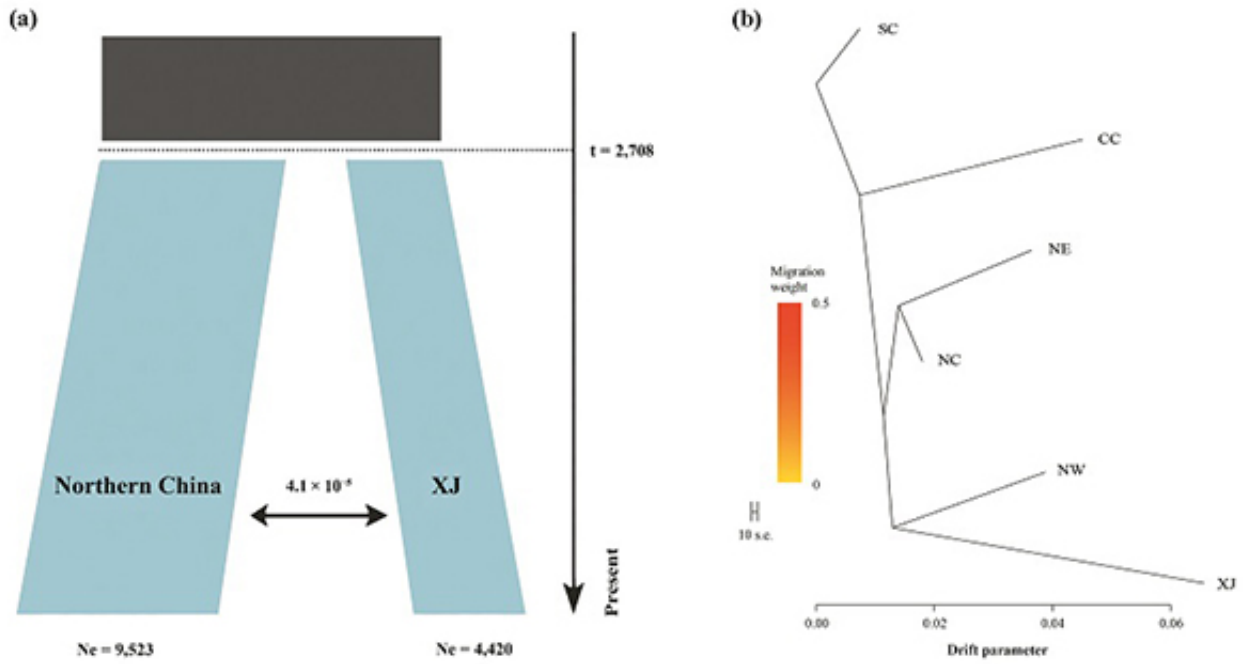 (a)
t = 2,708
Northern China
4.1 × 10⁻⁵
XJ
Present
Ne = 9,523
Ne = 4,420
(b)
SC
CC
NE
Migration
weight
0.5
NC
NW
0
10 s.e.
XJ
0.00
0.02
0.04
0.06
Drift parameter